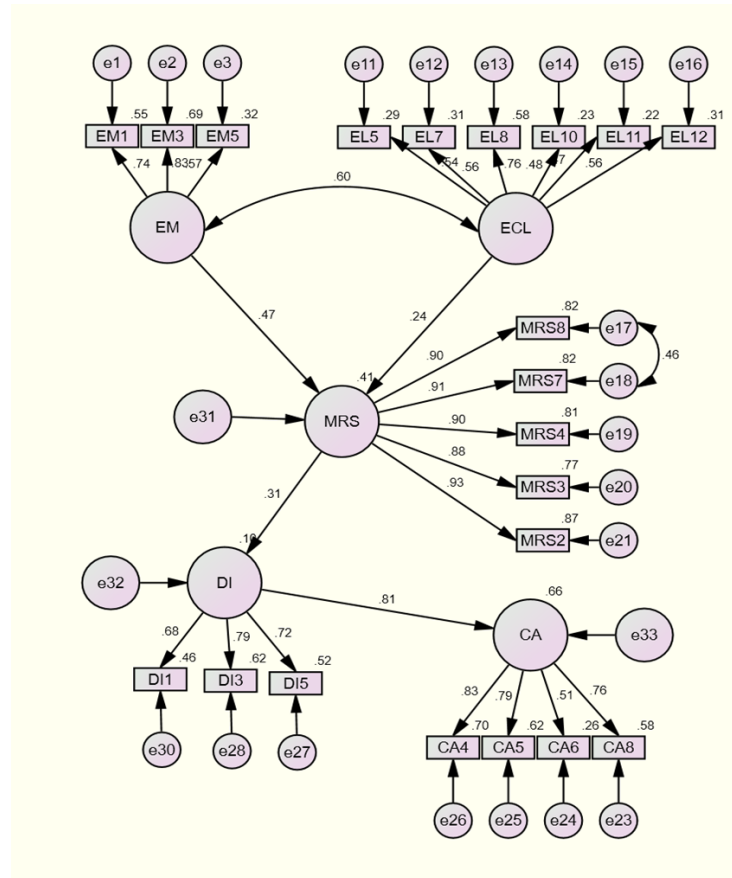 e1 e2 e3 e11 e12 e13 e14 e15 e16
.55 .69 .32 .29 .31 .58 .23 .22 .31
EM1 EM3 EM5 EL5 EL7 EL8 EL10 EL11 EL12
.74 .83 .57 .54 .56 .76 .48 .56
.60
EM ECL
.47 .24
.82
MRS8 e17
.90
.82 .46
MRS7 e18
.41 .91
e31 MRS
.81
.90 MRS4 e19
.88 .77
MRS3 e20
.93
.87
MRS2 e21
.31
e32 DI
.81 .66
CA e33
.68 .79 .72
.46 .62 .52
DI1 DI3 DI5
.83 .79 .51 .76
.70 .62 .26 .58
CA4 CA5 CA6 CA8
e30 e28 e27
e26 e25 e24 e23